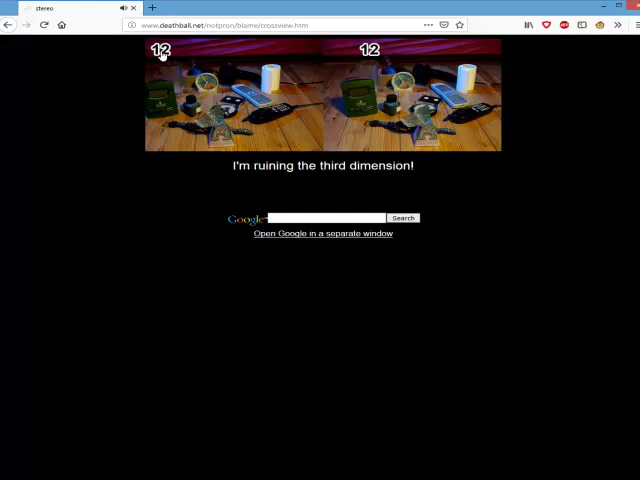 stereo
www.deathball.net/notpron/blame/crossview.htm
12 12
I'm ruining the third dimension!
Google Search
Open Google in a separate window